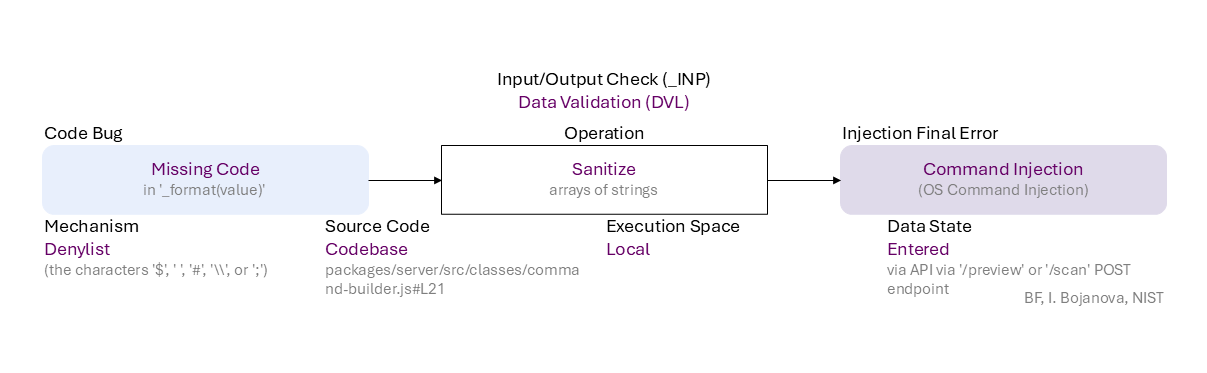 Input/Output Check (_INP)
Data Validation (DVL)
Code Bug
Operation
Injection Final Error
Missing Code
in '_format(value)'
Sanitize
arrays of strings
Command Injection
(OS Command Injection)
Mechanism
Denylist
(the characters '$', ' ', '#', '\\', or ';')
Source Code
Codebase
packages/server/src/classes/comma
nd-builder.js#L21
Execution Space
Local
Data State
Entered
via API via '/preview' or '/scan' POST
endpoint
BF, I. Bojanova, NIST